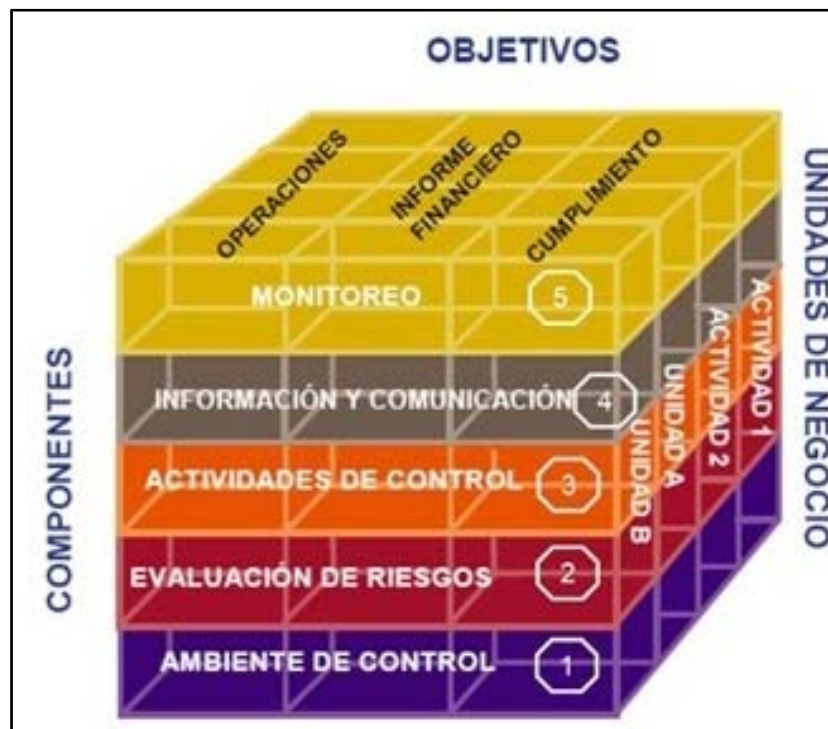 OBJETIVOS
OPERACIONES
INFORME
FINANCIERO
CUMPLIMIENTO
MONITOREO 5
INFORMACIÓN Y COMUNICACIÓN 4
ACTIVIDADES DE CONTROL 3
EVALUACIÓN DE RIESGOS 2
AMBIENTE DE CONTROL 1
COMPONENTES
UNIDAD B
UNIDAD A
ACTIVIDAD 2
ACTIVIDAD 1
UNIDADES DE NEGOCIO